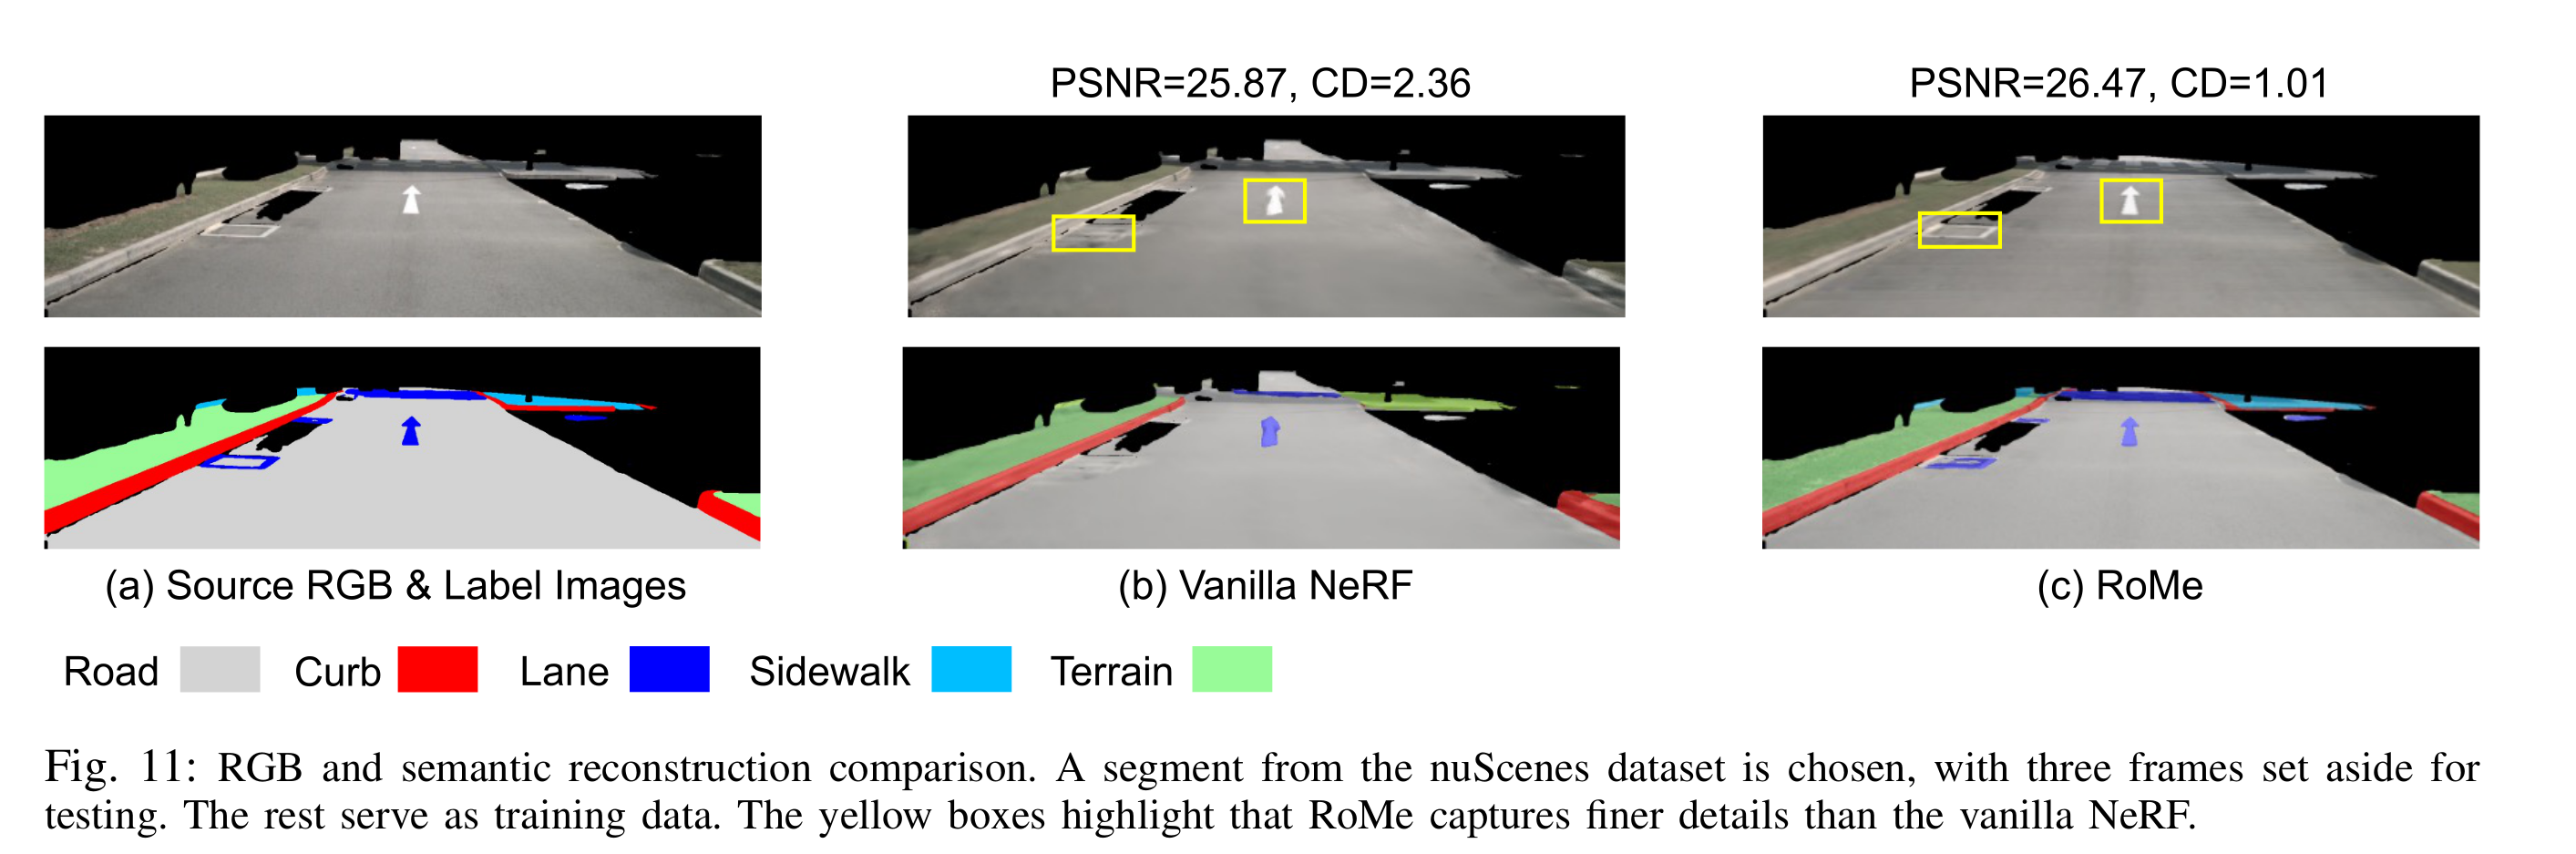 PSNR=25.87, CD=2.36
PSNR=26.47, CD=1.01
(a) Source RGB & Label Images
(b) Vanilla NeRF
(c) RoMe
Road
Curb
Lane
Sidewalk
Terrain
Fig. 11: RGB and semantic reconstruction comparison. A segment from the nuScenes dataset is chosen, with three frames set aside for
testing. The rest serve as training data. The yellow boxes highlight that RoMe captures finer details than the vanilla NeRF.